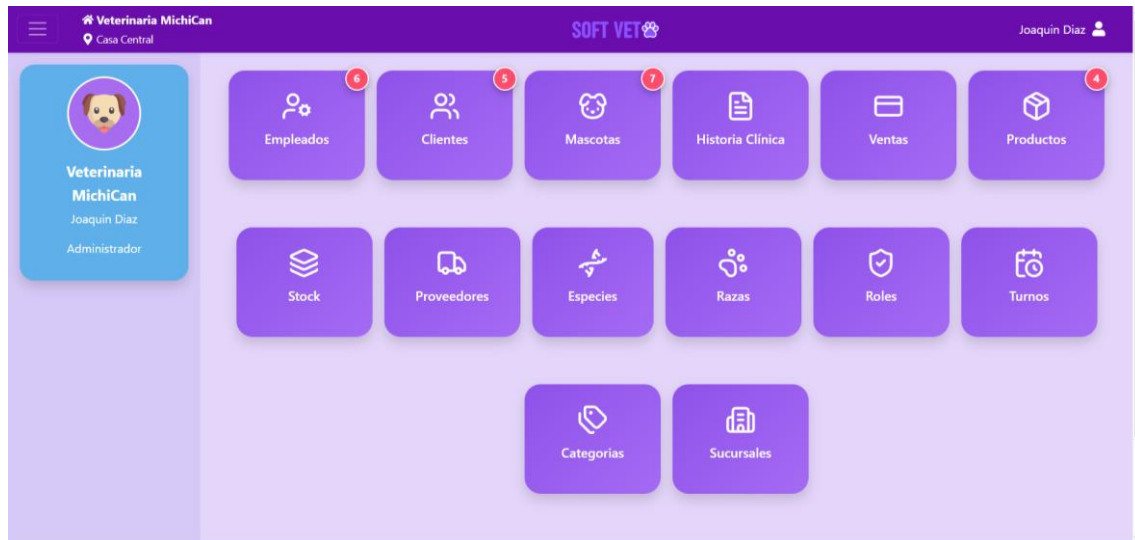 Veterinaria MichiCan
Casa Central
SOFT VET
Joaquin Diaz
Veterinaria
MichiCan
Joaquin Diaz
Administrador
6
5
7
4
Empleados
Clientes
Mascotas
Historia Clínica
Ventas
Productos
Stock
Proveedores
Especies
Razas
Roles
Turnos
Categorias
Sucursales